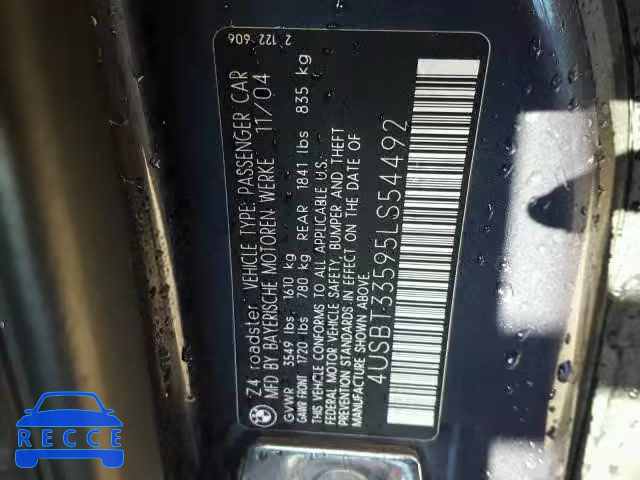 Z4 roadster VEHICLE TYPE: PASSENGER CAR
MFD BY BAYERISCHE MOTOREN WERKE 11/04
GVWR 3549 lbs 1610 kg
GAWR FRONT 1720 lbs 780 kg REAR 1841 lbs 835 kg
THIS VEHICLE CONFORMS TO ALL APPLICABLE U.S.
FEDERAL MOTOR VEHICLE SAFETY, BUMPER AND THEFT
PREVENTION STANDARDS IN EFFECT ON THE DATE OF
MANUFACTURE SHOWN ABOVE.
4USBT33595LS54492
2 122 606
RECCE